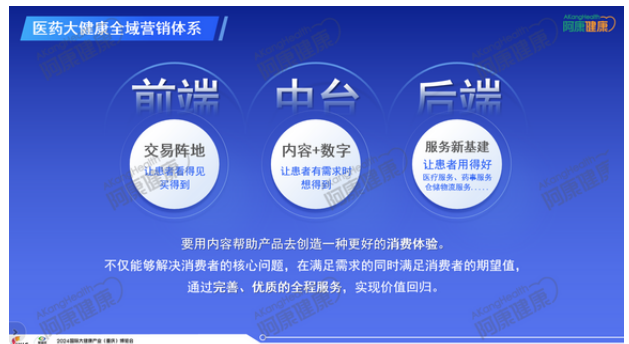 医药大健康全域营销体系
AKanghealth
阿康健康
前端
中台
后端
交易阵地
让患者看得见
买得到
内容+数字
让患者有需求时
想得到
服务新基建
让患者用得好
医疗服务、药事服务
仓储物流服务.....
要用内容帮助产品去创造一种更好的消费体验。
不仅能够解决消费者的核心问题，在满足需求的同时满足消费者的期望值，
通过完善、优质的全程服务，实现价值回归。
2024国际大健康产业（重庆）博览会